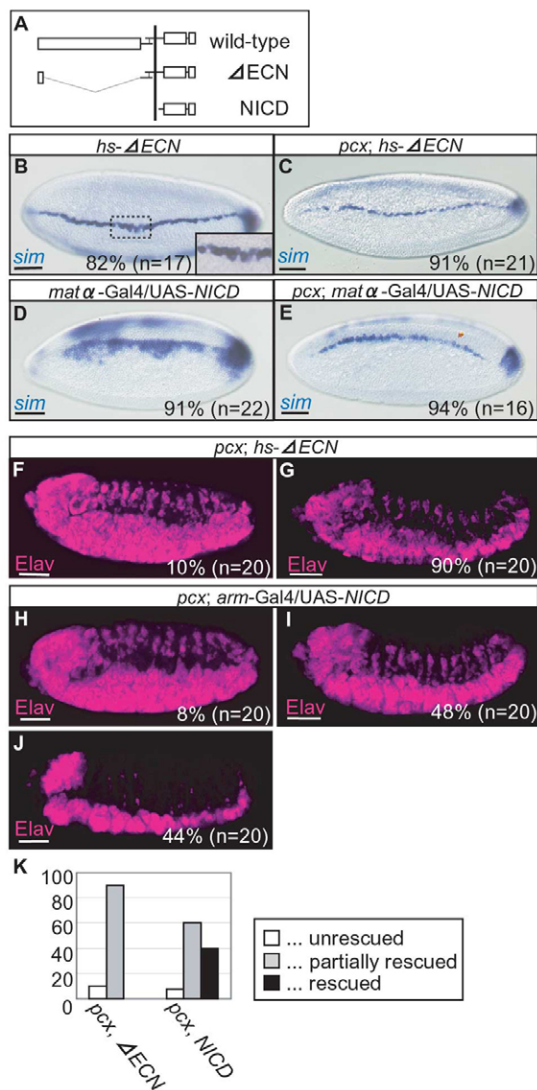 A
wild-type
ΔECN
NICD
hs-ΔECN
pcx; hs-ΔECN
B
C
sim
82% (n=17)
sim
91% (n=21)
mat α-Gal4/UAS-NICD
pcx; mat α-Gal4/UAS-NICD
D
E
sim
91% (n=22)
sim
94% (n=16)
pcx; hs-ΔECN
F
G
Elav
10% (n=20)
Elav
90% (n=20)
pcx; arm-Gal4/UAS-NICD
H
I
Elav
8% (n=20)
Elav
48% (n=20)
J
Elav
44% (n=20)
K
100
80
60
40
20
0
pcx, ΔECN
pcx, NICD
... unrescued
... partially rescued
... rescued